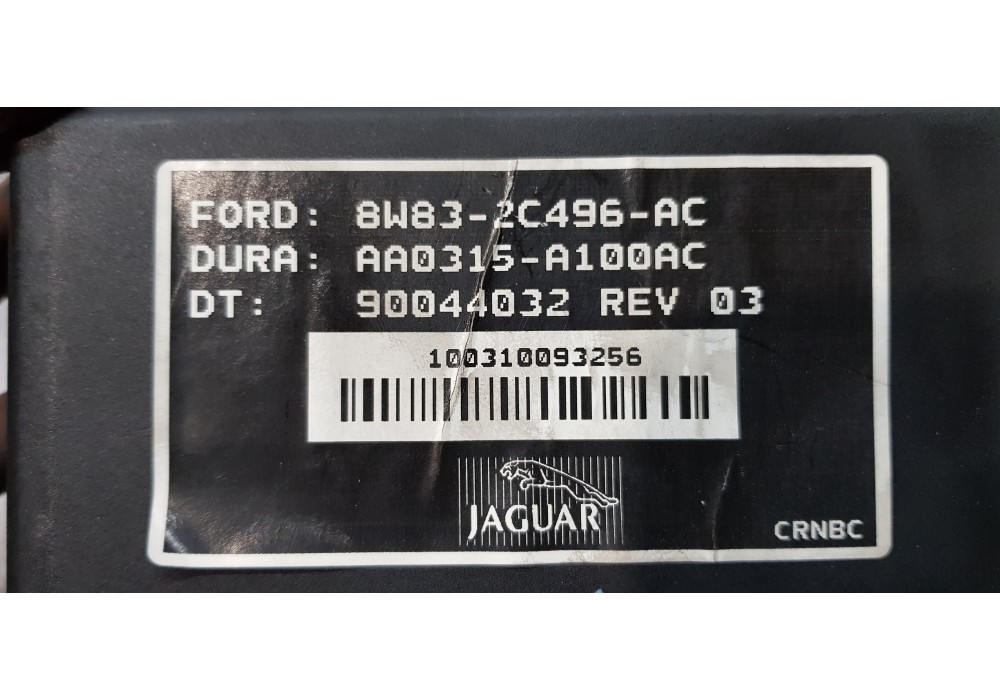 FORD: 8W83-2C496-AC
DURA: AA0315-A100AC
DT: 90044032 REV 03
100310093256
JAGUAR
CRNBC